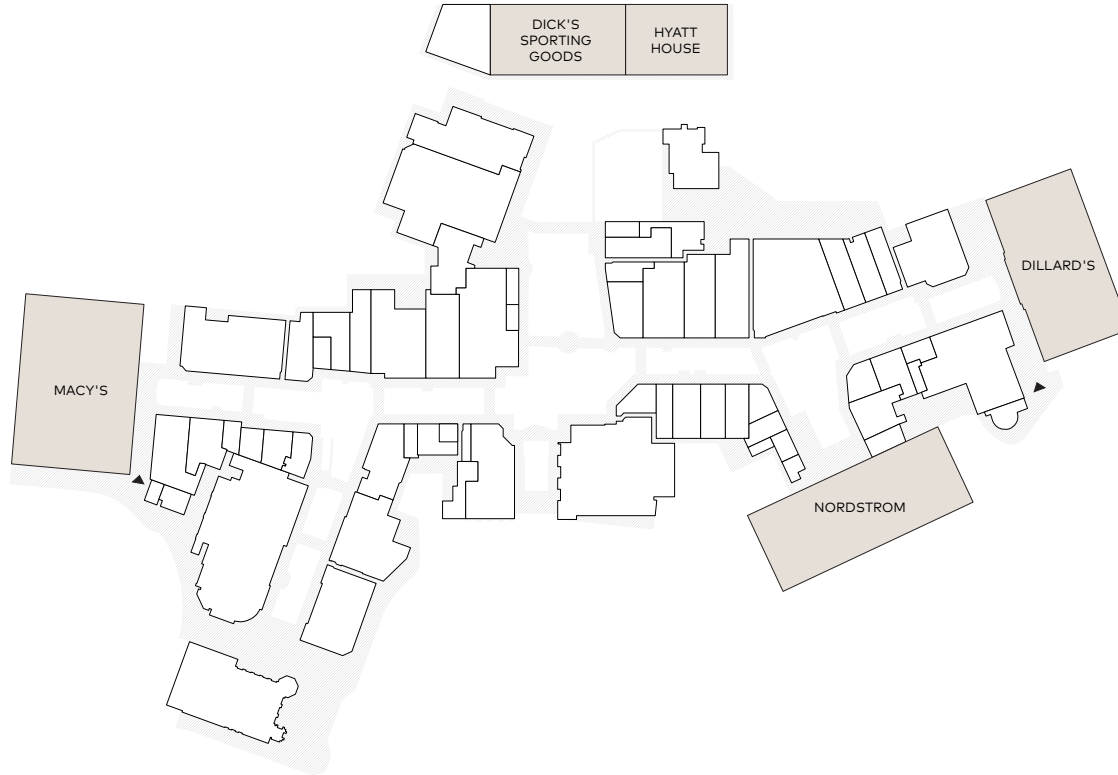 DICK'S
SPORTING
GOODS
HYATT
HOUSE
DILLARD'S
MACY'S
NORDSTROM